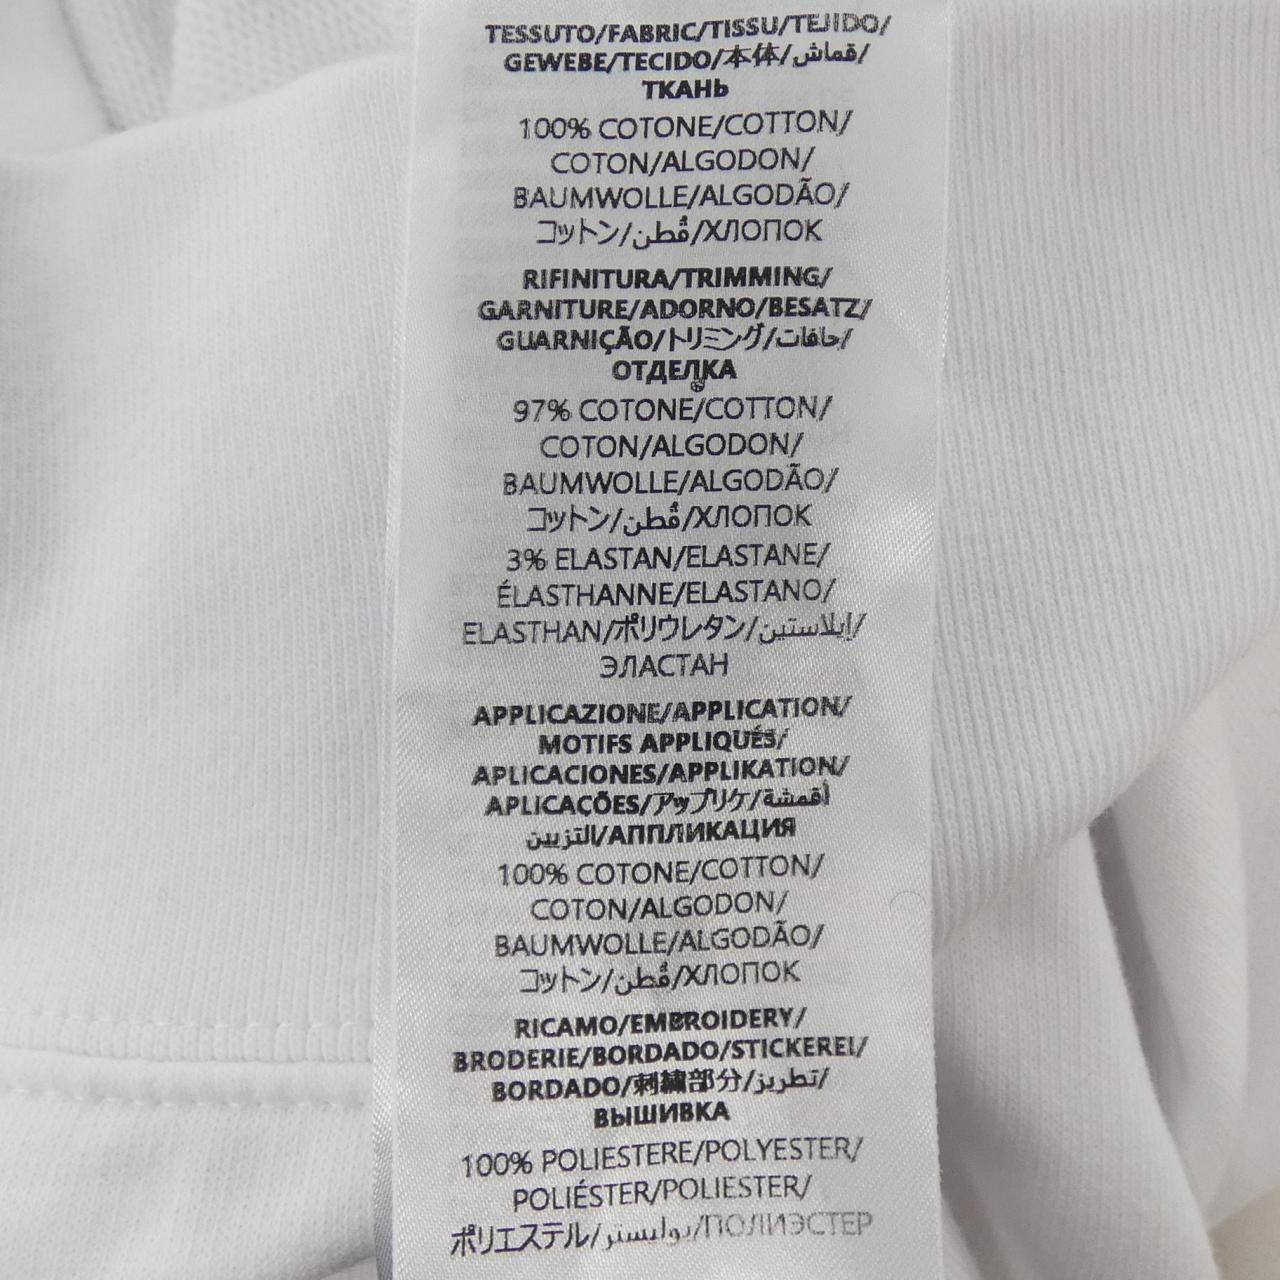 TESSUTO/FABRIC/TISSU/TEJIDO/
GEWEBE/TECIDO/本体/قماش/
ТКАНЬ
100% COTONE/COTTON/
COTON/ALGODON/
BAUMWOLLE/ALGODÃO/
コットン/قُطن/ХЛОПОК
RIFINITURA/TRIMMING/
GARNITURE/ADORNO/BESATZ/
GUARNIÇÃO/トリミング/حافات/
ОТДЕЛКА
97% COTONE/COTTON/
COTON/ALGODON/
BAUMWOLLE/ALGODÃO/
コットン/قُطن/ХЛОПОК
3% ELASTAN/ELASTANE/
ÉLASTHANNE/ELASTANO/
ELASTHAN/ポリウレタン/إيلاستين/
ЭЛАСТАН
APPLICAZIONE/APPLICATION/
MOTIFS APPLIQUÉS/
APLICACIONES/APPLIKATION/
APLICAÇÕES/アップリケ/أقمشة
التزيين/АППЛИКАЦИЯ
100% COTONE/COTTON/
COTON/ALGODON/
BAUMWOLLE/ALGODÃO/
コットン/قُطن/ХЛОПОК
RICAMO/EMBROIDERY/
BRODERIE/BORDADO/STICKEREI/
BORDADO/刺繍部分/تطريز/
ВЫШИВКА
100% POLIESTERE/POLYESTER/
POLIÉSTER/POLIESTER/
ポリエステル/بوليستر/ПОЛИЭСТЕР